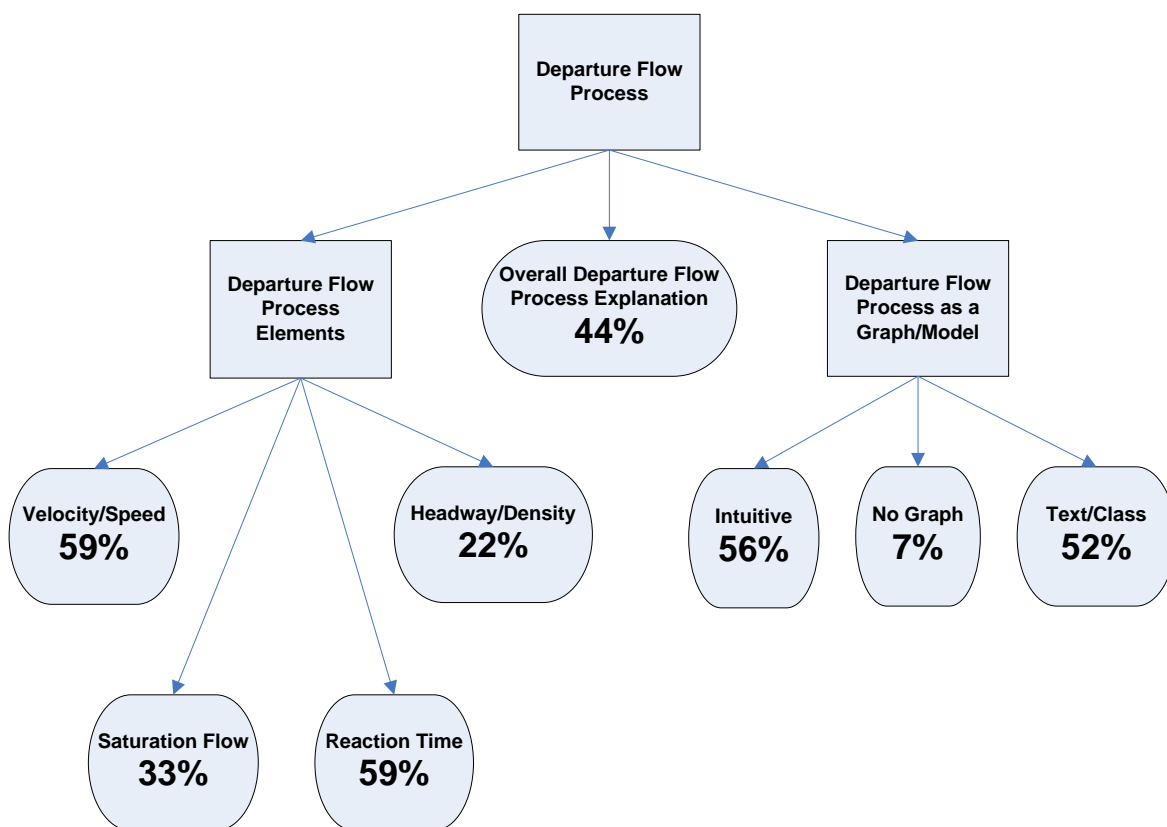 Departure Flow
Process
Departure Flow
Process
Elements
Overall Departure Flow
Process Explanation
44%
Departure Flow
Process as a
Graph/Model
Velocity/Speed
59%
Headway/Density
22%
Intuitive
56%
No Graph
7%
Text/Class
52%
Saturation Flow
33%
Reaction Time
59%